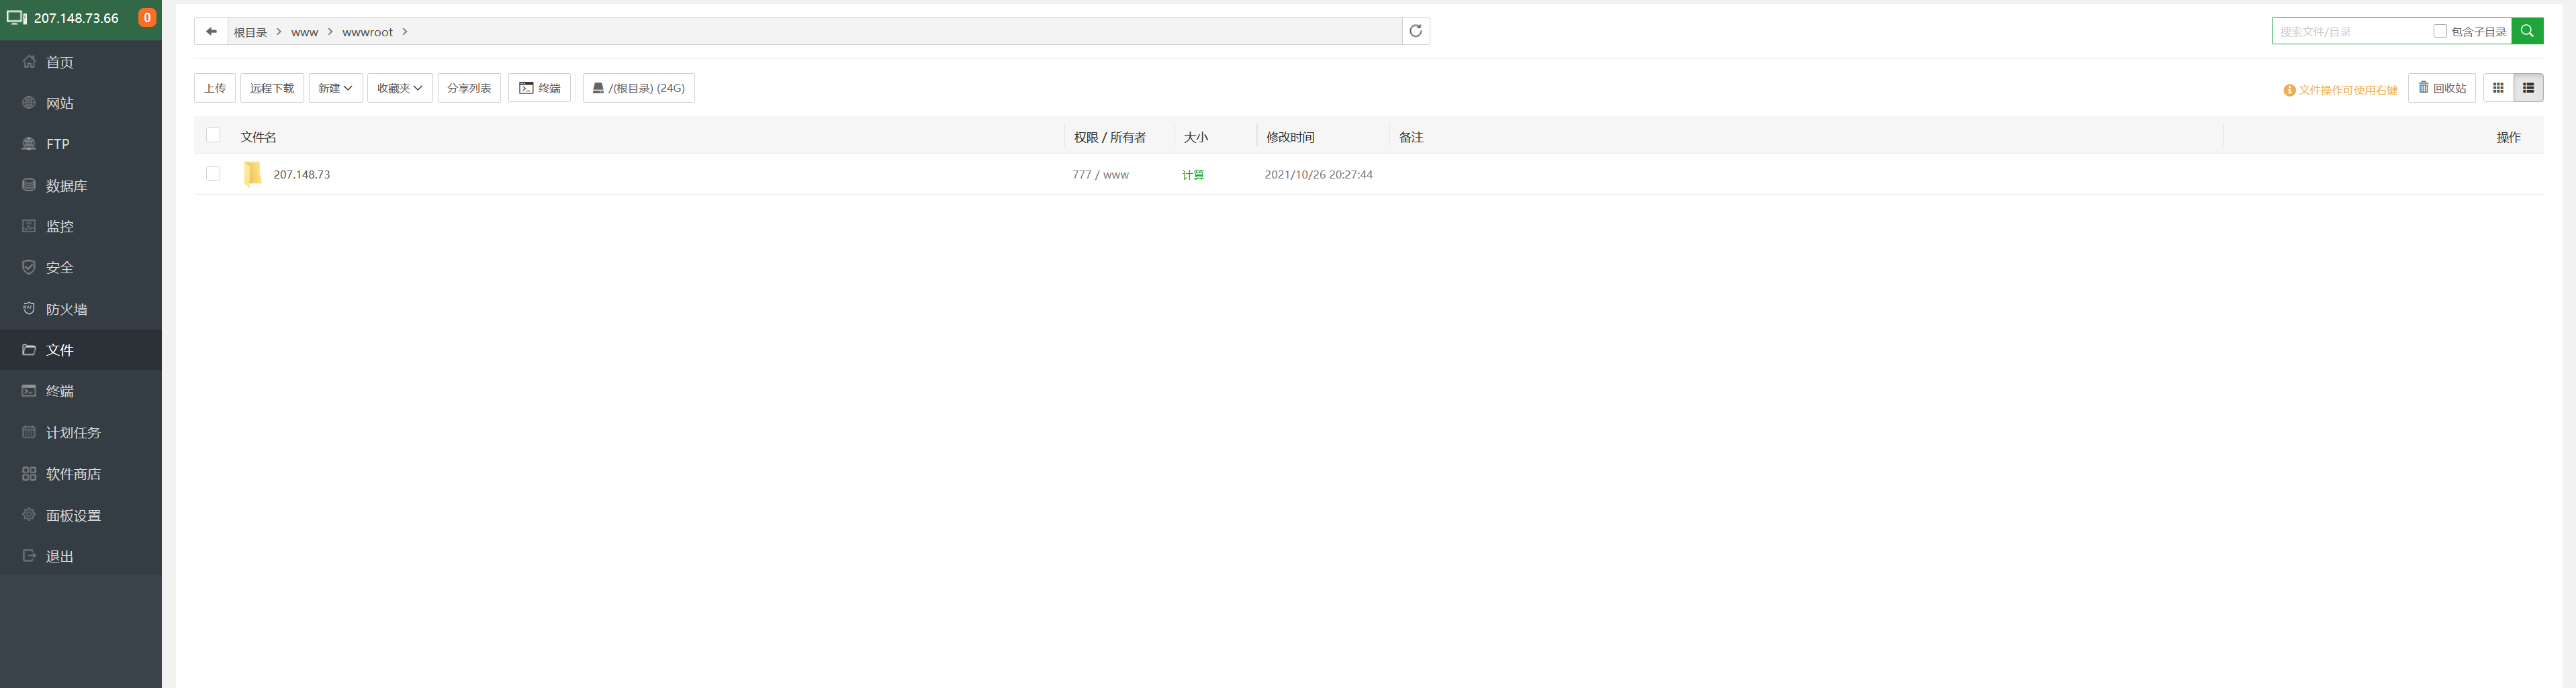 207.148.73.66 0
首页
网站
FTP
数据库
监控
安全
防火墙
文件
终端
计划任务
软件商店
面板设置
退出
根目录 > www > wwwroot >
搜索文件/目录 包含子目录
上传 远程下载 新建 收藏夹 分享列表 终端 /(根目录) (24G)
文件操作可使用右键 回收站
文件名 权限 / 所有者 大小 修改时间 备注 操作
207.148.73 777 / www 计算 2021/10/26 20:27:44